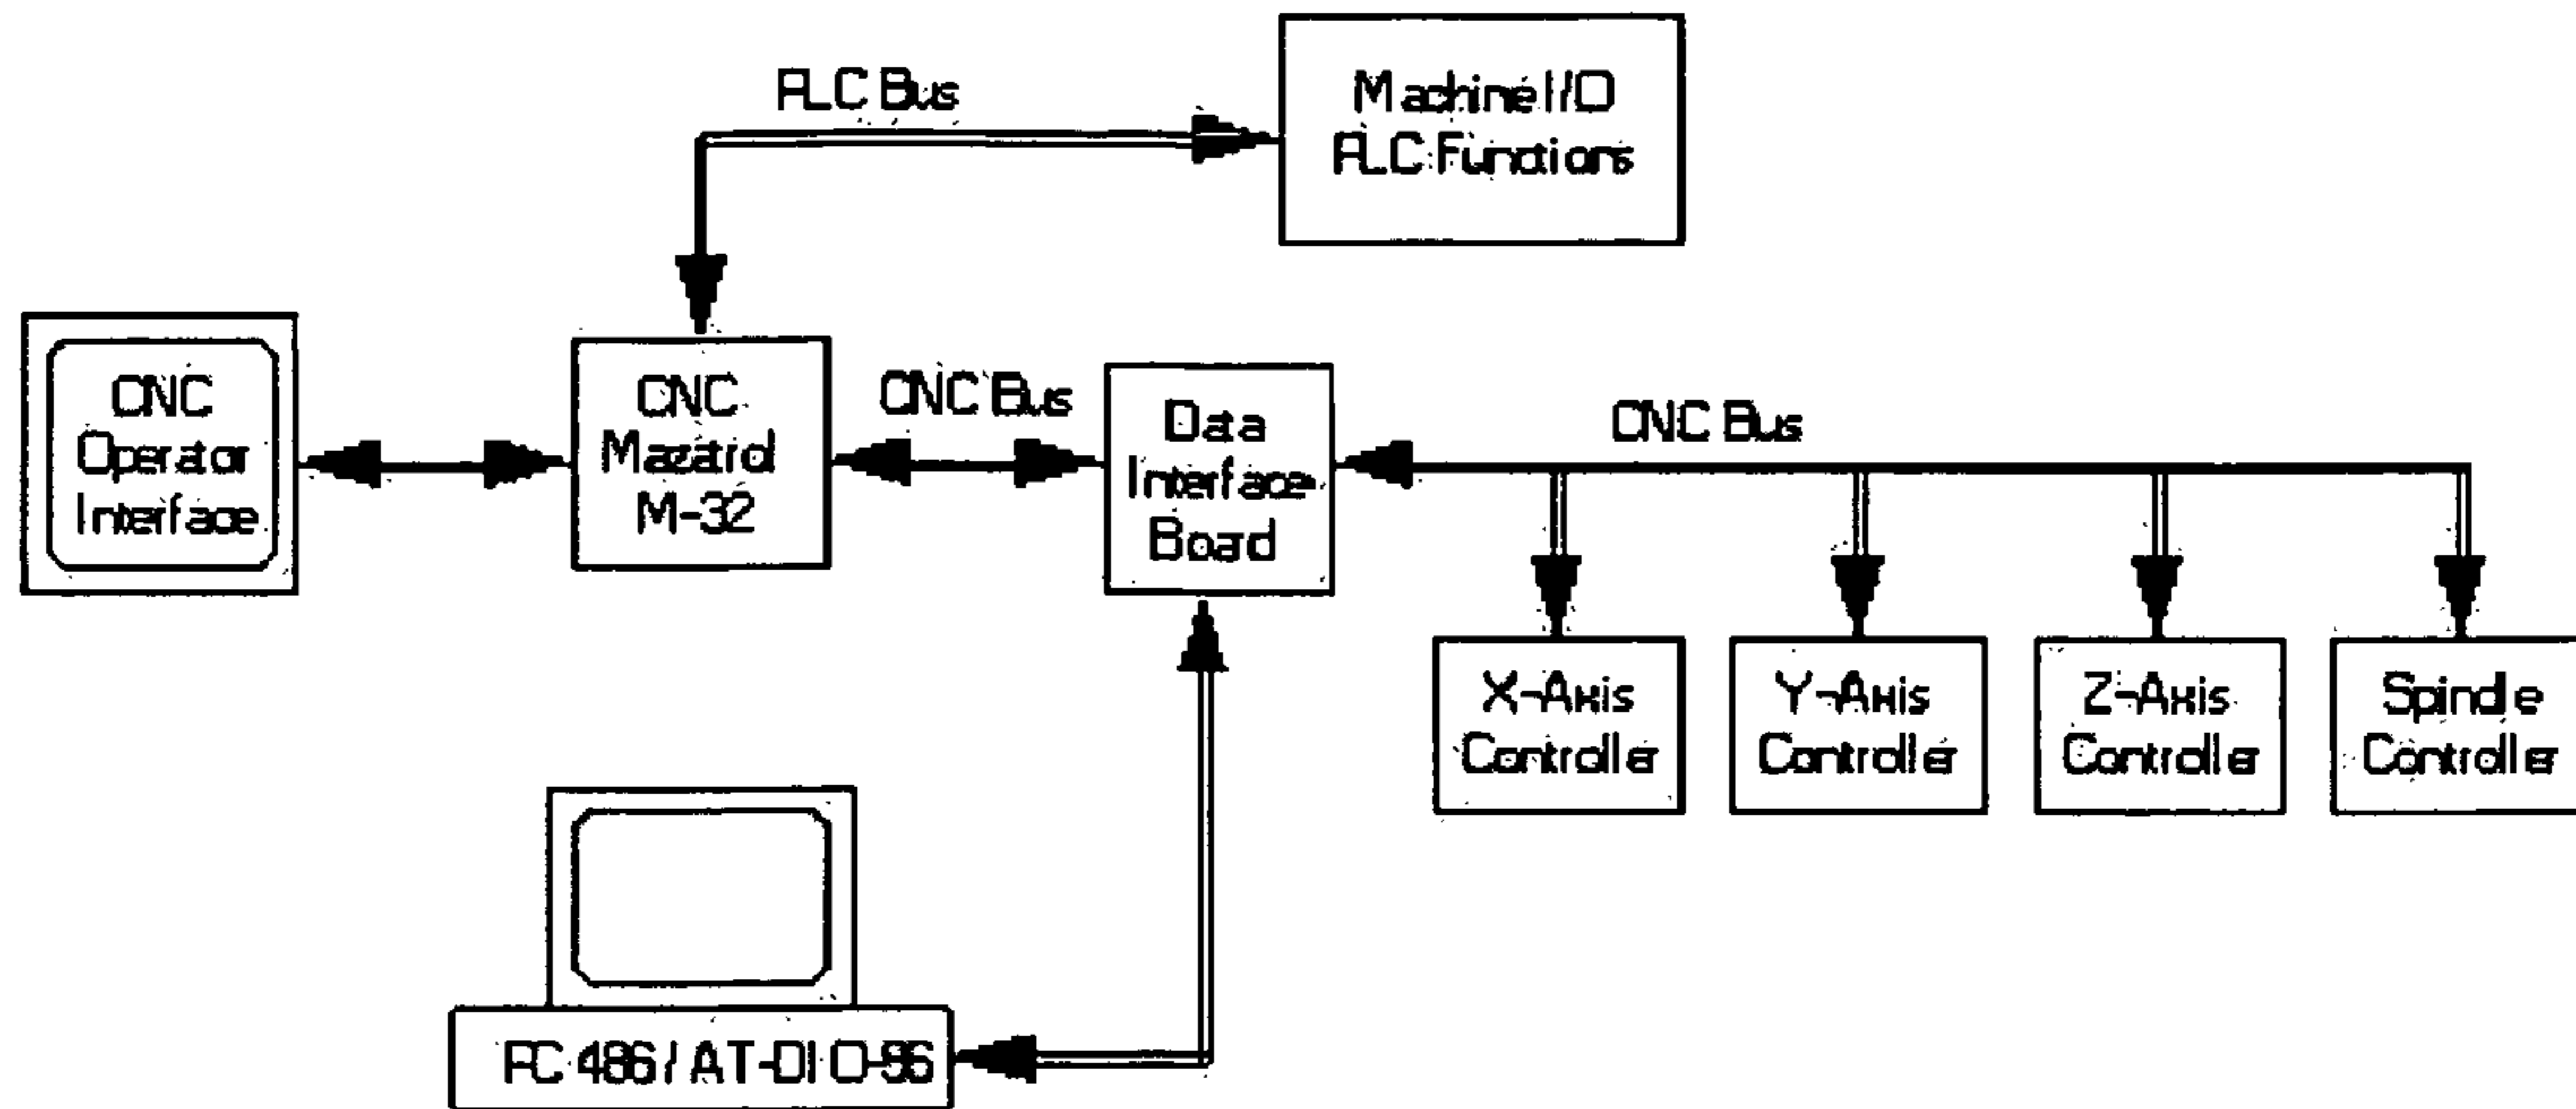 PLC Bus
Machine I/O
PLC Functions
CNC
Operator
Interface
CNC
Mazatrol
M-32
CNC Bus
Data
Interface
Board
CNC Bus
X-Axis
Controller
Y-Axis
Controller
Z-Axis
Controller
Spindle
Controller
PC 486 / AT-DIO-96